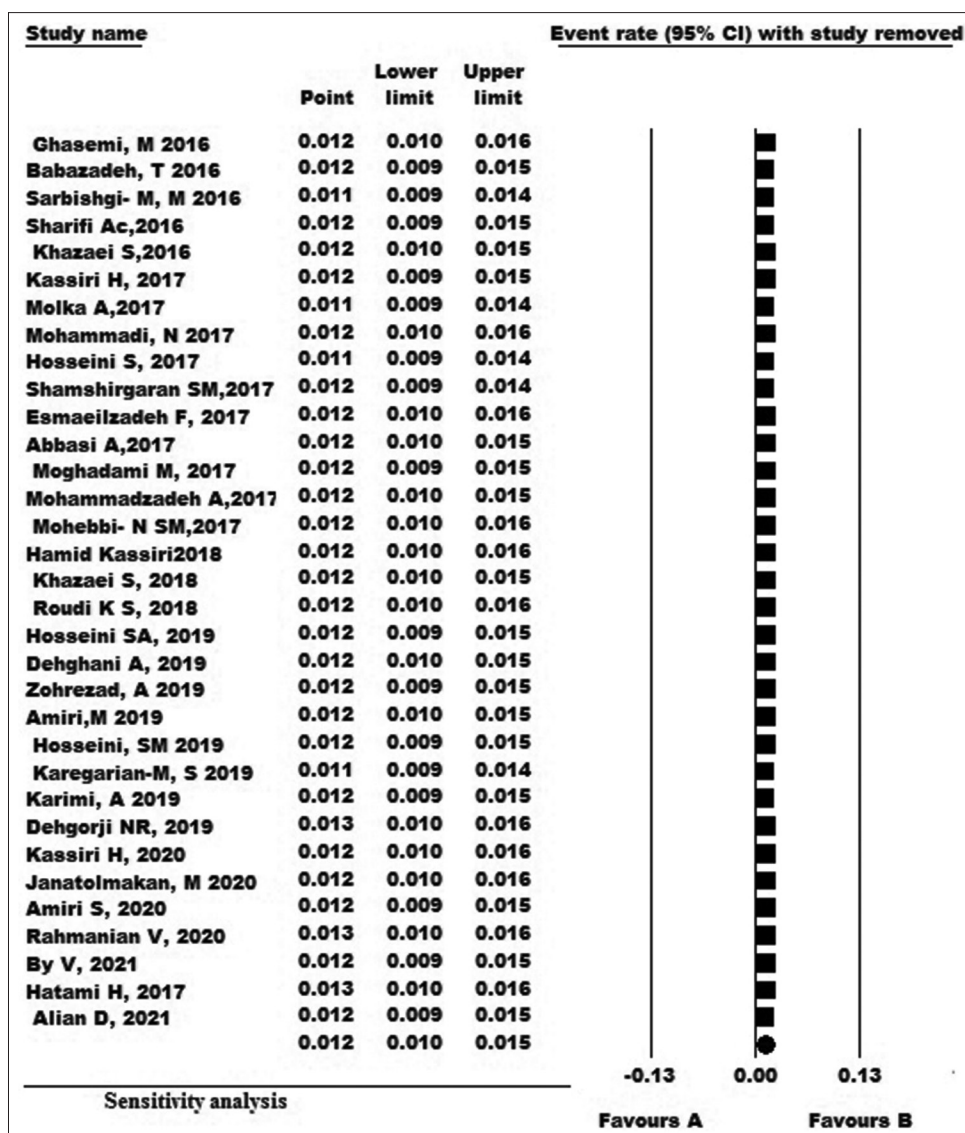 Study name Event rate (95% CI) with study removed
Lower Upper
Point limit limit
Ghasemi, M 2016 0.012 0.010 0.016
Babazadeh, T 2016 0.012 0.009 0.015
Sarbishgi- M, M 2016 0.011 0.009 0.014
Sharifi Ac,2016 0.012 0.009 0.015
Khazaei S,2016 0.012 0.010 0.015
Kassiri H, 2017 0.012 0.009 0.015
Molka A,2017 0.011 0.009 0.014
Mohammadi, N 2017 0.012 0.010 0.016
Hosseini S, 2017 0.011 0.009 0.014
Shamshirgaran SM,2017 0.012 0.009 0.014
Esmaeilzadeh F, 2017 0.012 0.010 0.016
Abbasi A,2017 0.012 0.010 0.015
Moghadami M, 2017 0.012 0.009 0.015
Mohammadzadeh A,2017 0.012 0.010 0.015
Mohebbi- N SM,2017 0.012 0.010 0.016
Hamid Kassiri2018 0.012 0.010 0.016
Khazaei S, 2018 0.012 0.010 0.015
Roudi K S, 2018 0.012 0.010 0.016
Hosseini SA, 2019 0.012 0.009 0.015
Dehghani A, 2019 0.012 0.010 0.015
Zohrezad, A 2019 0.012 0.009 0.015
Amiri,M 2019 0.012 0.010 0.015
Hosseini, SM 2019 0.012 0.009 0.015
Karegarian-M, S 2019 0.011 0.009 0.014
Karimi, A 2019 0.012 0.009 0.015
Dehgorji NR, 2019 0.013 0.010 0.016
Kassiri H, 2020 0.012 0.010 0.016
Janatolmakan, M 2020 0.012 0.010 0.016
Amiri S, 2020 0.012 0.009 0.015
Rahmanian V, 2020 0.013 0.010 0.016
By V, 2021 0.012 0.009 0.015
Hatami H, 2017 0.013 0.010 0.016
Alian D, 2021 0.012 0.009 0.015
0.012 0.010 0.015
-0.13 0.00 0.13
Sensitivity analysis
Favours A Favours B